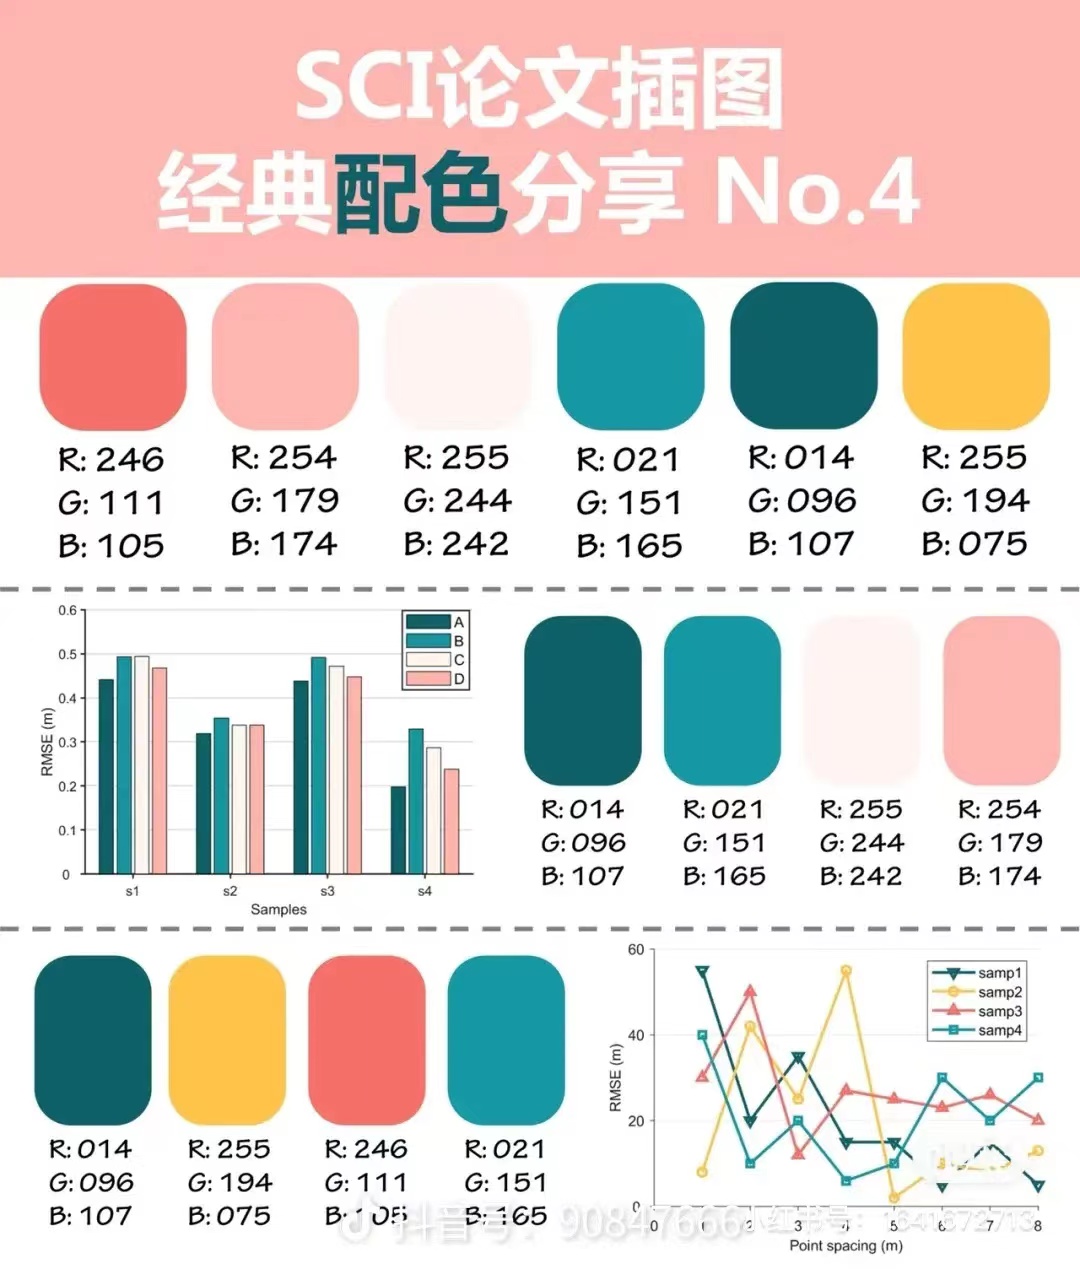 SCI论文插图
经典配色分享 No.4
R: 246
G: 111
B: 105
R: 254
G: 179
B: 174
R: 255
G: 244
B: 242
R: 021
G: 151
B: 165
R: 014
G: 096
B: 107
R: 255
G: 194
B: 075
0.6
0.5
0.4
0.3
0.2
0.1
0
RMSE (m)
A
B
C
D
s1 s2 s3 s4
Samples
R: 014
G: 096
B: 107
R: 021
G: 151
B: 165
R: 255
G: 244
B: 242
R: 254
G: 179
B: 174
R: 014
G: 096
B: 107
R: 255
G: 194
B: 075
R: 246
G: 111
B: 105
R: 021
G: 151
B: 165
60
40
20
0
RMSE (m)
samp1
samp2
samp3
samp4
0 1 2 3 4 5 6 7 8
Point spacing (m)
抖音号: 90847666
小红书号: